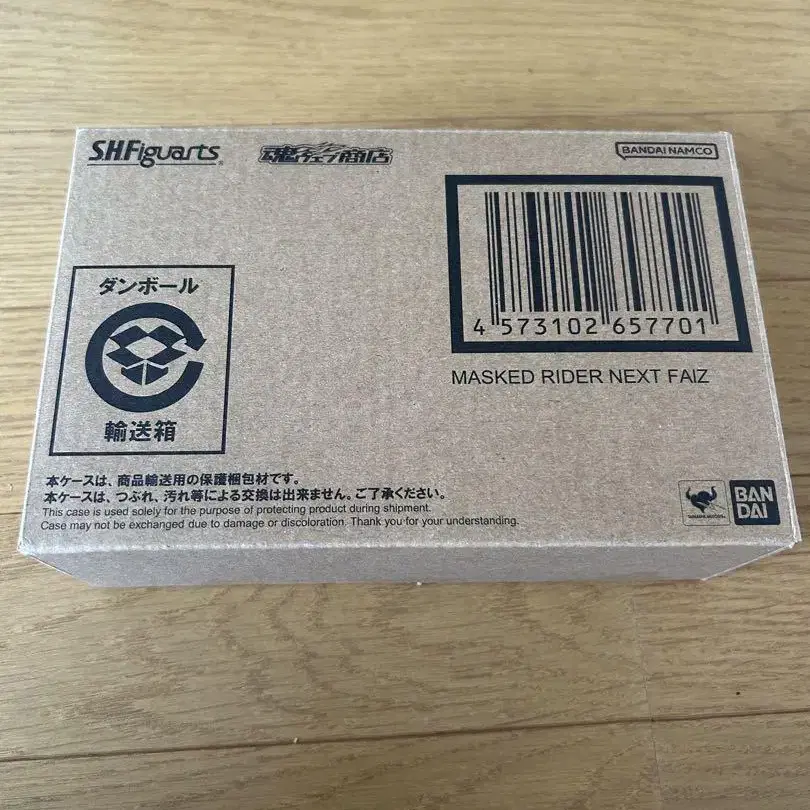 S.H.Figuarts®
魂ウェブ商店
BANDAI NAMCO
4 573102 657701
MASKED RIDER NEXT FAIZ
ダンボール
輸送箱
本ケースは、商品輸送用の保護梱包材です。
本ケースは、つぶれ、汚れ等による交換は出来ません。ご了承ください。
This case is used solely for the purpose of protecting product during shipment.
Case may not be exchanged due to damage or discoloration. Thank you for your understanding.
TAMASHII NATIONS
BAN
DAI